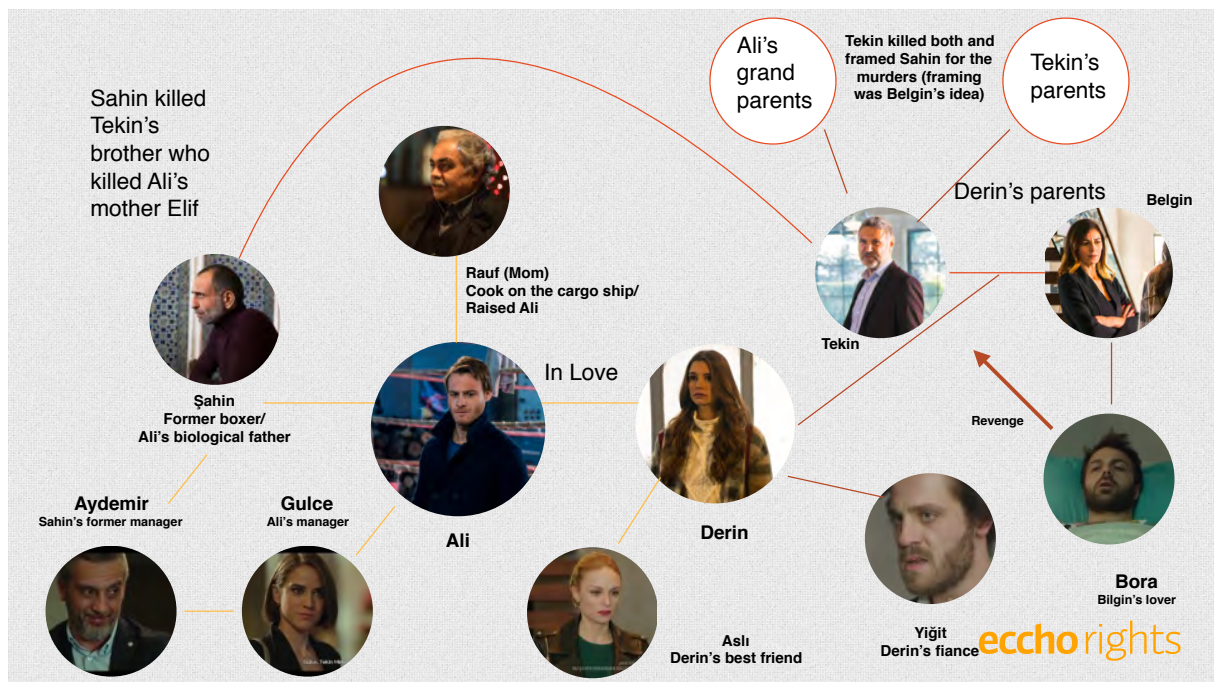 Ali's
grand
parents
Tekin killed both and
framed Sahin for the
murders (framing
was Belgin's idea)
Tekin's
parents
Sahin killed
Tekin's
brother who
killed Ali's
mother Elif
Derin's parents
Belgin
Rauf (Mom)
Cook on the cargo ship/
Raised Ali
Tekin
In Love
Şahin
Former boxer/
Ali's biological father
Revenge
Aydemir
Sahin's former manager
Gulce
Ali's manager
Ali
Derin
Bora
Bilgin's lover
Aslı
Derin's best friend
Yiğit
Derin's fiance
eccho rights